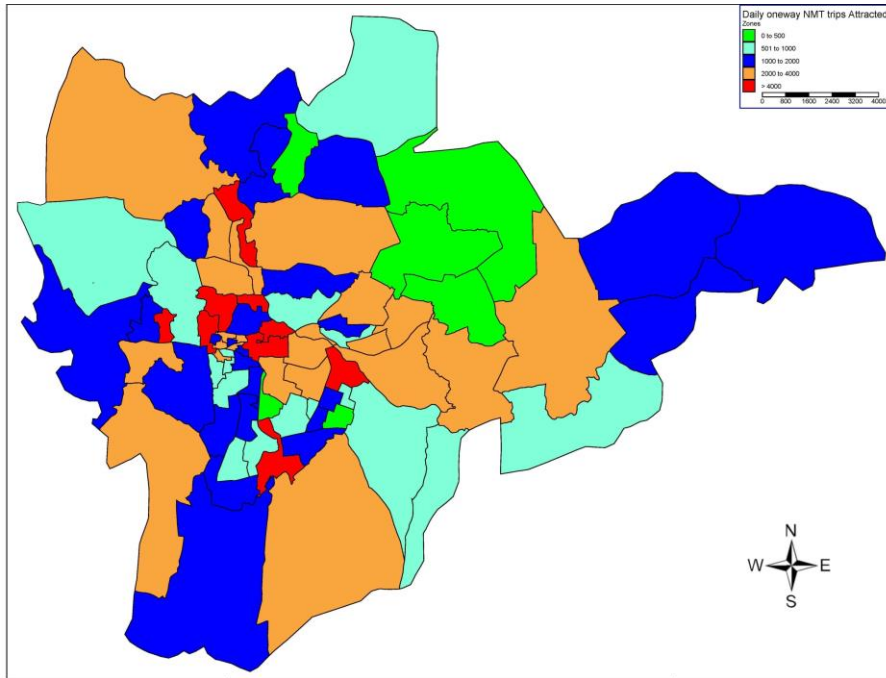 Daily oneway NMT trips Attracted
Zones
0 to 500
501 to 1000
1000 to 2000
2000 to 4000
> 4000
0 800 1600 2400 3200 4000
N
W E
S